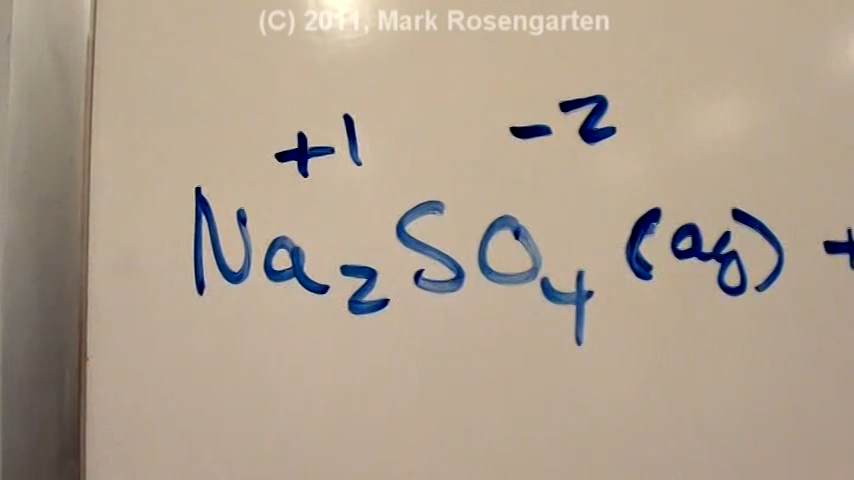 (C) 2011, Mark Rosengarten
+1 -2
Na₂SO₄ (aq) +